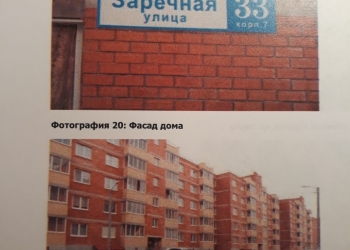 Заречная
улица
33
корп.7
Фотография 20: Фасад дома